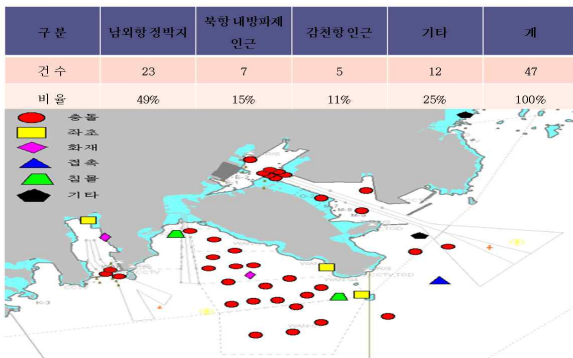 구 분 남외항 정박지 북항 내방파제 인근 감천항 인근 기타 계
건 수 23 7 5 12 47
비 율 49% 15% 11% 25% 100%
충돌
좌초
화재
접촉
침몰
기타